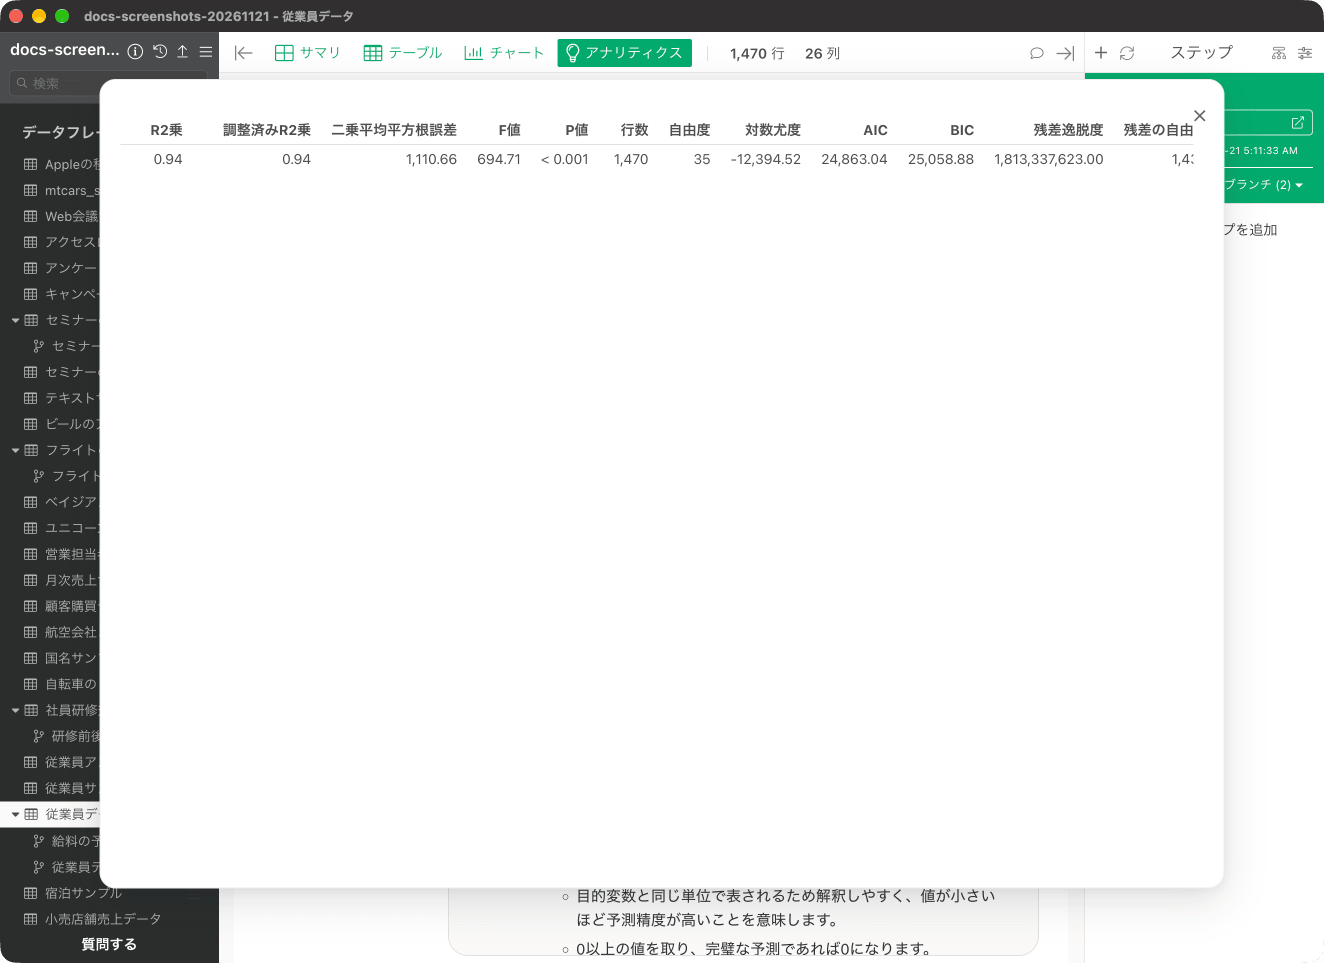 docs-screenshots-20261121 - 従業員データ
docs-screen...
サマリ
テーブル
チャート
アナリティクス
1,470 行
26 列
ステップ
検索
データフレー
Appleの
mtcars_s
Web会議
アクセスロ
アンケー
キャンペー
セミナー
セミナー
セミナーの
テキスト
ビールの
フライト
フライト
ベイジア
ユニコー
営業担当
月次売上
顧客購買
航空会社
国名サン
自転車の
社員研修
研修前後
従業員ア
従業員サ
従業員デー
給料の予
従業員デ
宿泊サンプル
小売店舗売上データ
質問する
R2乗 調整済みR2乗 二乗平均平方根誤差 F値 P値 行数 自由度 対数尤度 AIC BIC 残差逸脱度 残差の自由
0.94 0.94 1,110.66 694.71 < 0.001 1,470 35 -12,394.52 24,863.04 25,058.88 1,813,337,623.00 1,43
-21 5:11:33 AM
ブランチ (2)
プを追加
目的変数と同じ単位で表されるため解釈しやすく、値が小さい
ほど予測精度が高いことを意味します。
0以上の値を取り、完璧な予測であれば0になります。